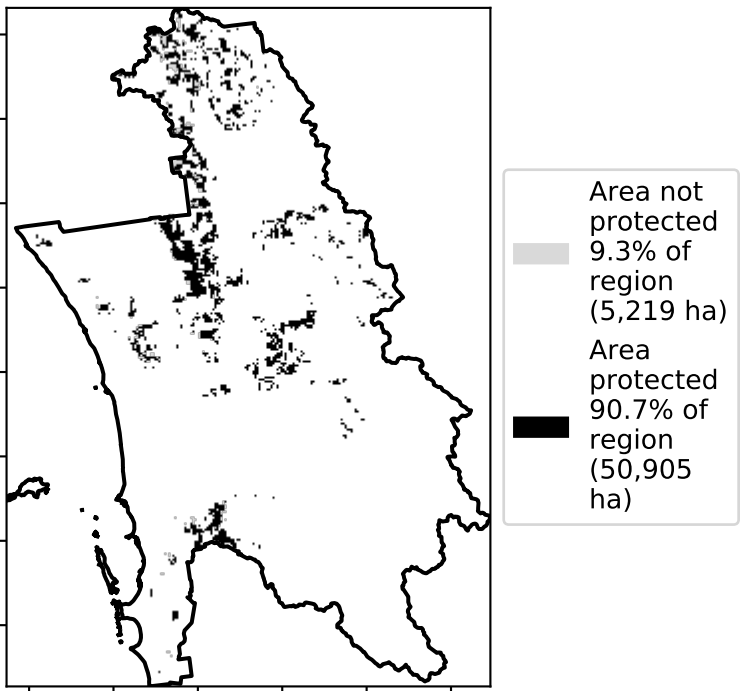 Area not
protected
9.3% of
region
(5,219 ha)
Area
protected
90.7% of
region
(50,905
ha)